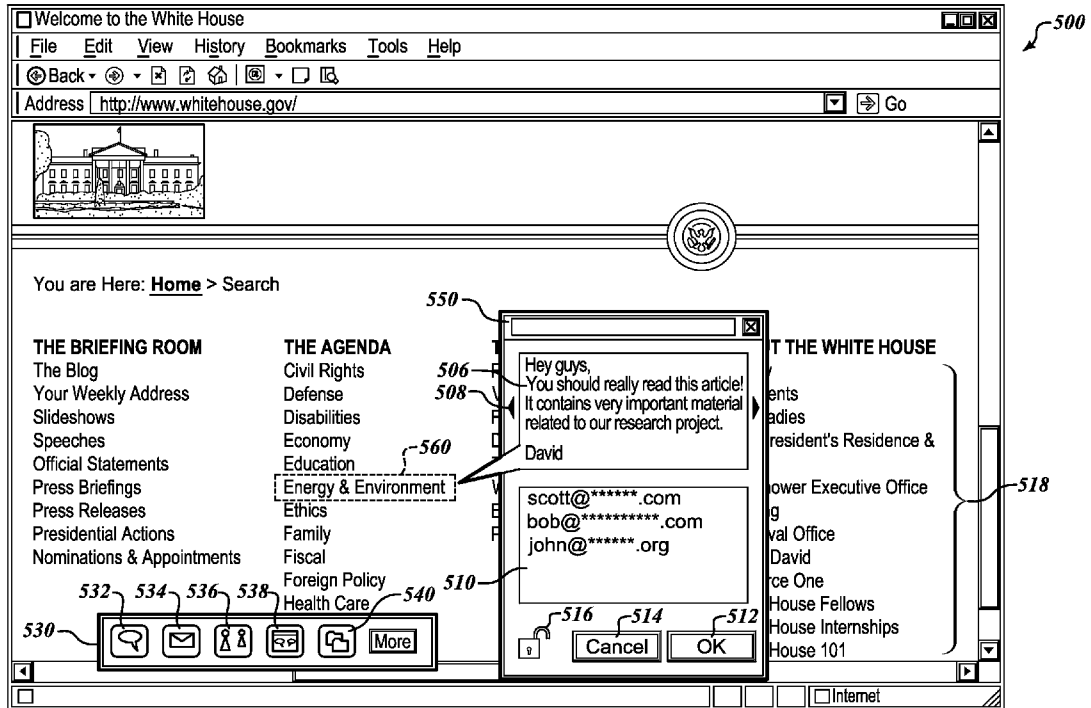 Welcome to the White House
500
File Edit View History Bookmarks Tools Help
Back
Address http://www.whitehouse.gov/ Go
You are Here: Home > Search
550
THE BRIEFING ROOM
The Blog
Your Weekly Address
Slideshows
Speeches
Official Statements
Press Briefings
Press Releases
Presidential Actions
Nominations & Appointments
THE AGENDA
Civil Rights
Defense
Disabilities
Economy
Education
560
Energy & Environment
Ethics
Family
Fiscal
Foreign Policy
Health Care
506
508
Hey guys,
You should really read this article!
It contains very important material
related to our research project.
David
scott@******.com
bob@**********.com
john@******.org
510
516
514
512
Cancel OK
T THE WHITE HOUSE
ents
adies
resident's Residence &
ower Executive Office
g
val Office
David
rce One
House Fellows
House Internships
House 101
518
532 534 536 538 540
530
More
Internet